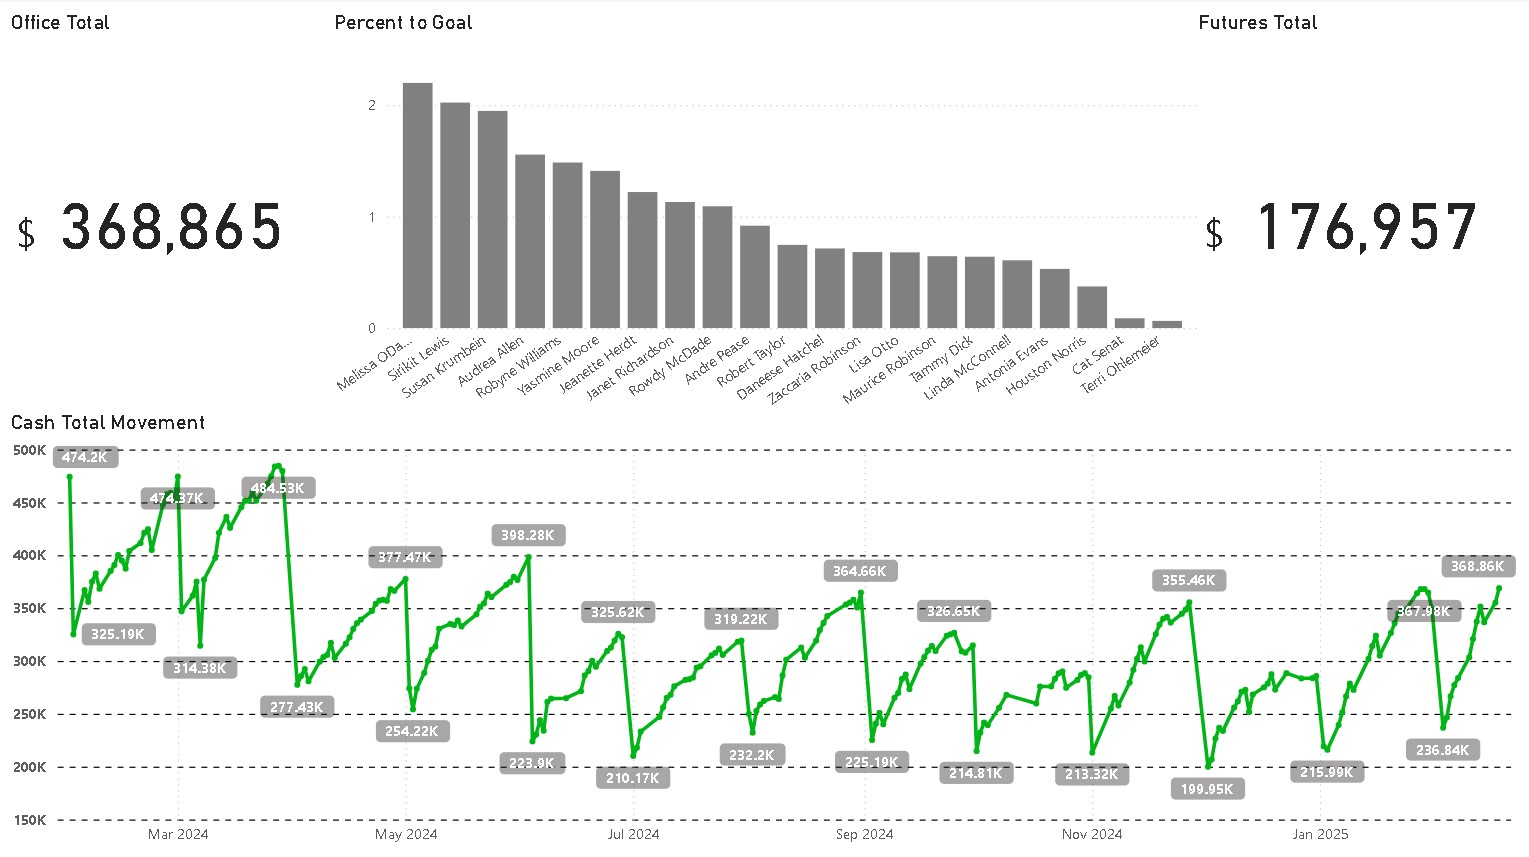 Office Total
Percent to Goal
Futures Total
$ 368,865
2
1
0
Melissa ODa...
Sirikit Lewis
Susan Krumbein
Audrea Allen
Robyne Williams
Yasmine Moore
Jeanette Herdt
Janet Richardson
Rowdy McDade
Andre Pease
Robert Taylor
Daneese Hatchel
Zaccaria Robinson
Lisa Otto
Maurice Robinson
Tammy Dick
Linda McConnell
Antonia Evans
Houston Norris
Cat Senat
Terri Ohlemeier
$ 176,957
Cash Total Movement
500K
450K
400K
350K
300K
250K
200K
150K
474.2K
325.19K
474.37K
314.38K
484.53K
277.43K
377.47K
254.22K
398.28K
223.9K
325.62K
210.17K
319.22K
232.2K
364.66K
225.19K
326.65K
214.81K
213.32K
355.46K
199.95K
215.99K
367.98K
236.84K
368.86K
Mar 2024
May 2024
Jul 2024
Sep 2024
Nov 2024
Jan 2025